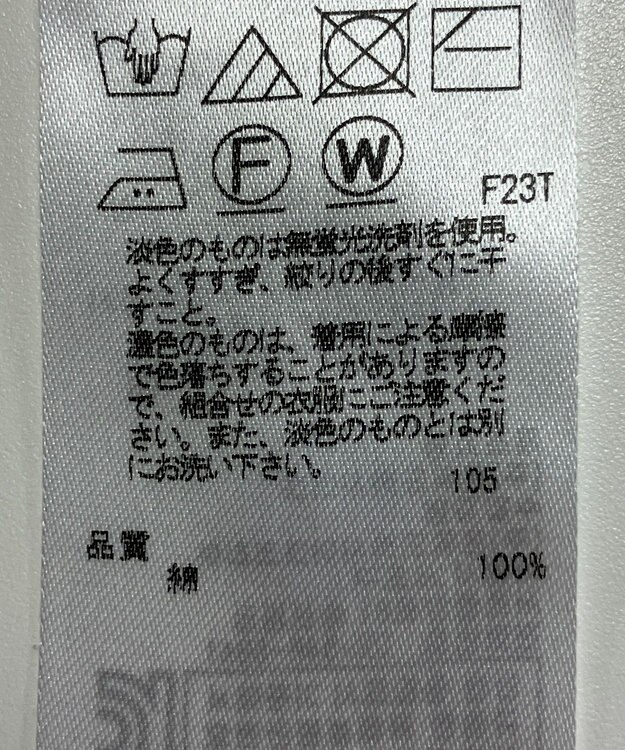 F W
F23T
淡色のものは無蛍光洗剤を使用。
よくすすぎ、絞りの後すぐに干
すこと。
濃色のものは、着用による摩擦
で色落ちすることがありますの
で、組合せの衣服にご注意くだ
さい。また、淡色のものとは別
にお洗い下さい。
105
品質
綿 100%